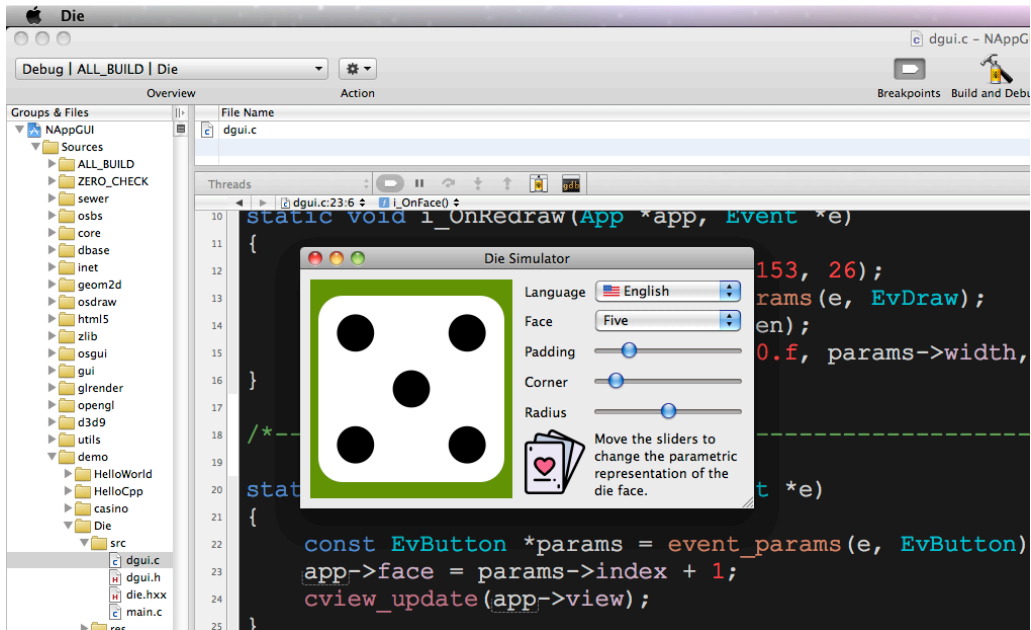 Die
dgui.c – NAppG
Debug | ALL_BUILD | Die
Overview
Action
Breakpoints
Build and Debu
Groups & Files
File Name
NAppGUI
dgui.c
Sources
ALL_BUILD
ZERO_CHECK
sewer
osbs
core
dbase
inet
geom2d
osdraw
html5
zlib
osgui
gui
glrender
opengl
d3d9
utils
demo
HelloWorld
HelloCpp
casino
Die
src
dgui.c
dgui.h
die.hxx
main.c
res
Threads
gdb
dgui.c:23:6
i_OnFace()
10 static void i_OnRedraw(App *app, Event *e)
11 {
12 153, 26);
13 rams(e, EvDraw);
14 en);
15 0.f, params->width,
16 }
17
18 /*--
19
20 stat t *e)
21 {
22 const EvButton *params = event_params(e, EvButton)
23 app->face = params->index + 1;
24 cview_update(app->view);
25 }
Die Simulator
Language English
Face Five
Padding
Corner
Radius
Move the sliders to
change the parametric
representation of the
die face.